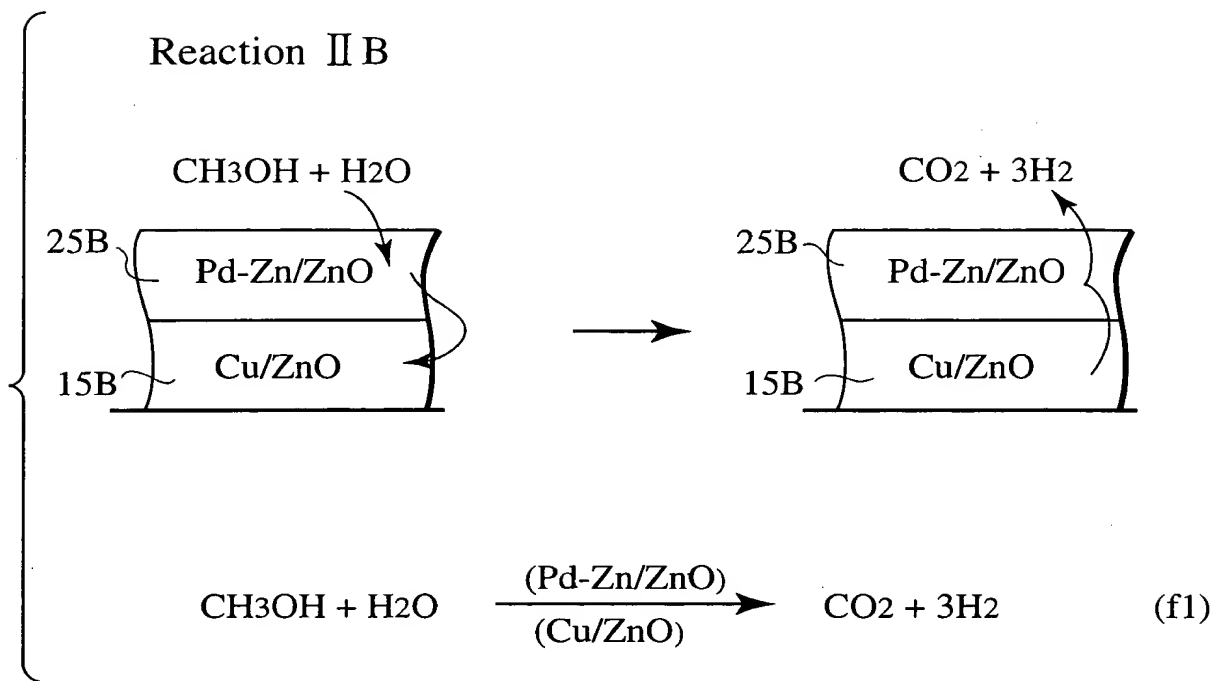 Reaction Ⅱ B
CH3OH + H2O
CO2 + 3H2
25B
Pd-Zn/ZnO
25B
Pd-Zn/ZnO
15B
Cu/ZnO
15B
Cu/ZnO
(Pd-Zn/ZnO)
CH3OH + H2O
CO2 + 3H2
(f1)
(Cu/ZnO)